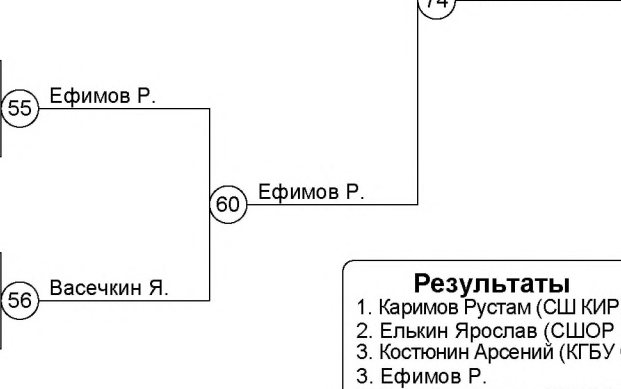 74
55 Ефимов Р.
60 Ефимов Р.
56 Васечкин Я.
Результаты
1. Каримов Рустам (СШ КИР
2. Елькин Ярослав (СШОР
3. Костюнин Арсений (КГБУ
3. Ефимов Р.